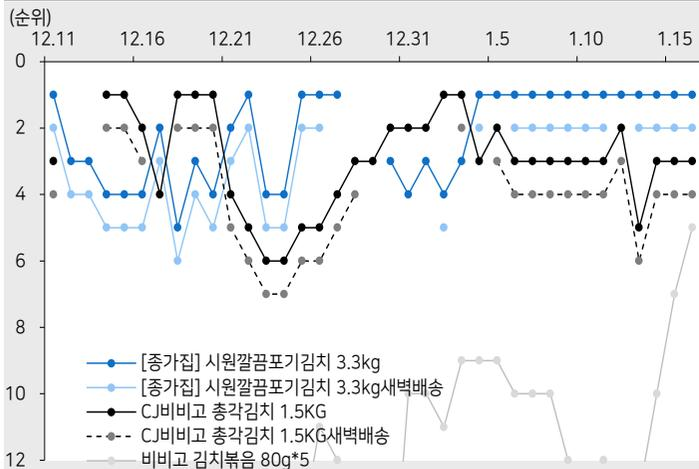 (순위)
12.11 12.16 12.21 12.26 12.31 1.5 1.10 1.15
0
2
4
6
8
10
12
[종가집] 시원깔끔포기김치 3.3kg
[종가집] 시원깔끔포기김치 3.3kg새벽배송
CJ비비고 총각김치 1.5KG
CJ비비고 총각김치 1.5KG새벽배송
비비고 김치볶음 80g*5